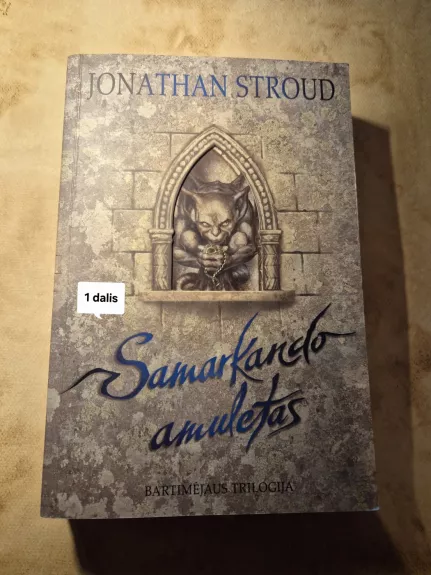 JONATHAN STROUD
1 dalis
Samarkando
amuletas
BARTIMĖJAUS TRILOGIJA